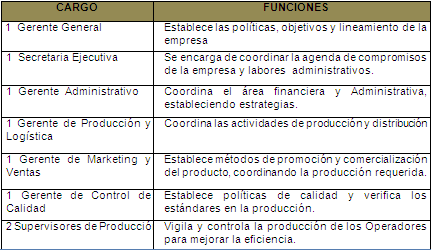 CARGO FUNCIONES
1 Gerente General Establece las políticas, objetivos y lineamiento de la
empresa
1 Secretaria Ejecutiva Se encarga de coordinar la agenda de compromisos
de la empresa y labores administrativos.
1 Gerente Administrativo Coordina el área financiera y Administrativa,
estableciendo estrategias.
1 Gerente de Producción y Coordina las actividades de producción y distribución
Logística
1 Gerente de Marketing y Establece métodos de promoción y comercialización
Ventas del producto, coordinando la producción requerida.
1 Gerente de Control de Establece políticas de calidad y verifica los
Calidad estándares en la producción.
2 Supervisores de Producció Vigila y controla la producción de los Operadores
para mejorar la eficiencia.